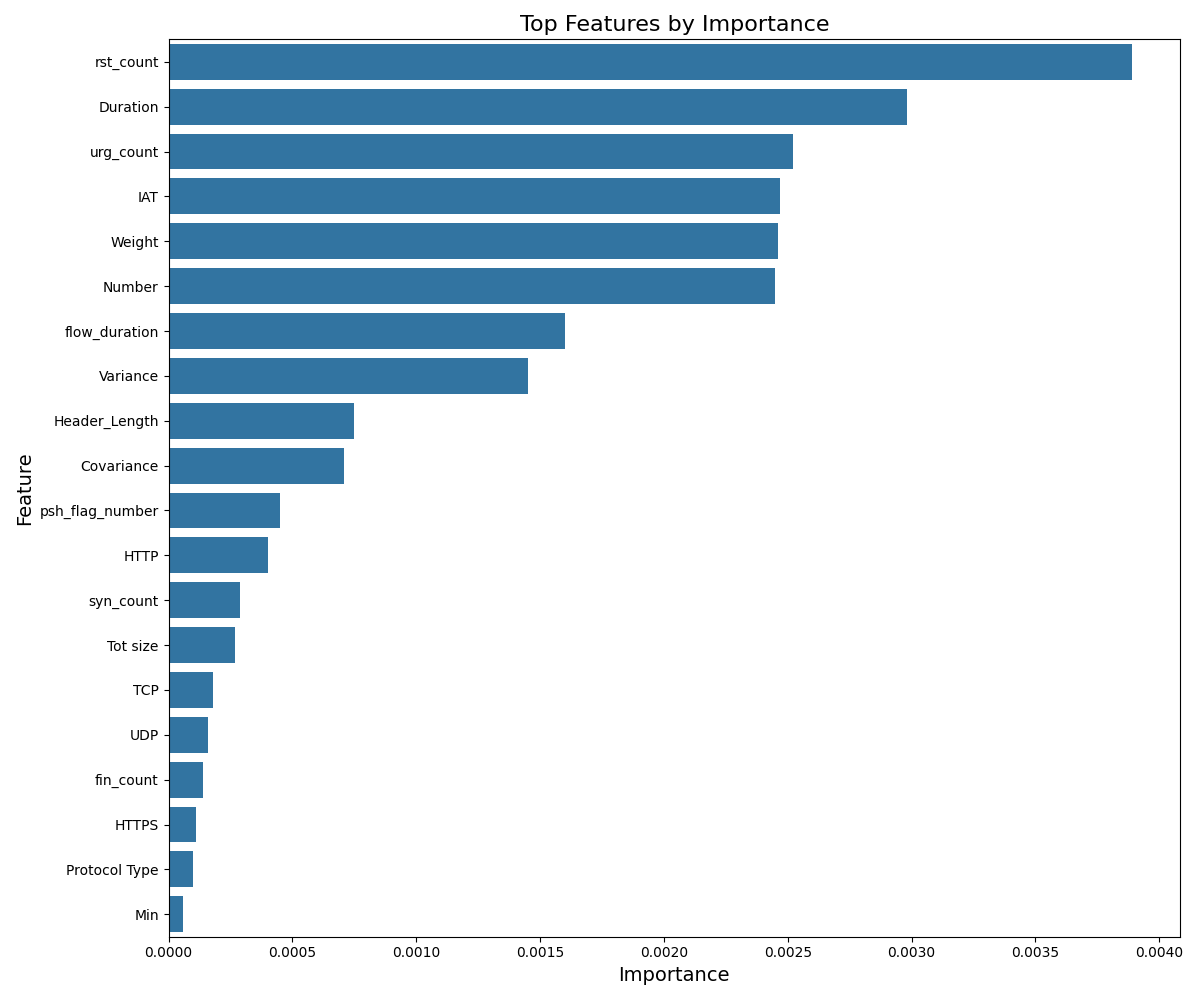 Top Features by Importance
rst_count
Duration
urg_count
IAT
Weight
Number
flow_duration
Variance
Header_Length
Covariance
psh_flag_number
HTTP
syn_count
Tot size
TCP
UDP
fin_count
HTTPS
Protocol Type
Min
Feature
0.0000 0.0005 0.0010 0.0015 0.0020 0.0025 0.0030 0.0035 0.0040
Importance